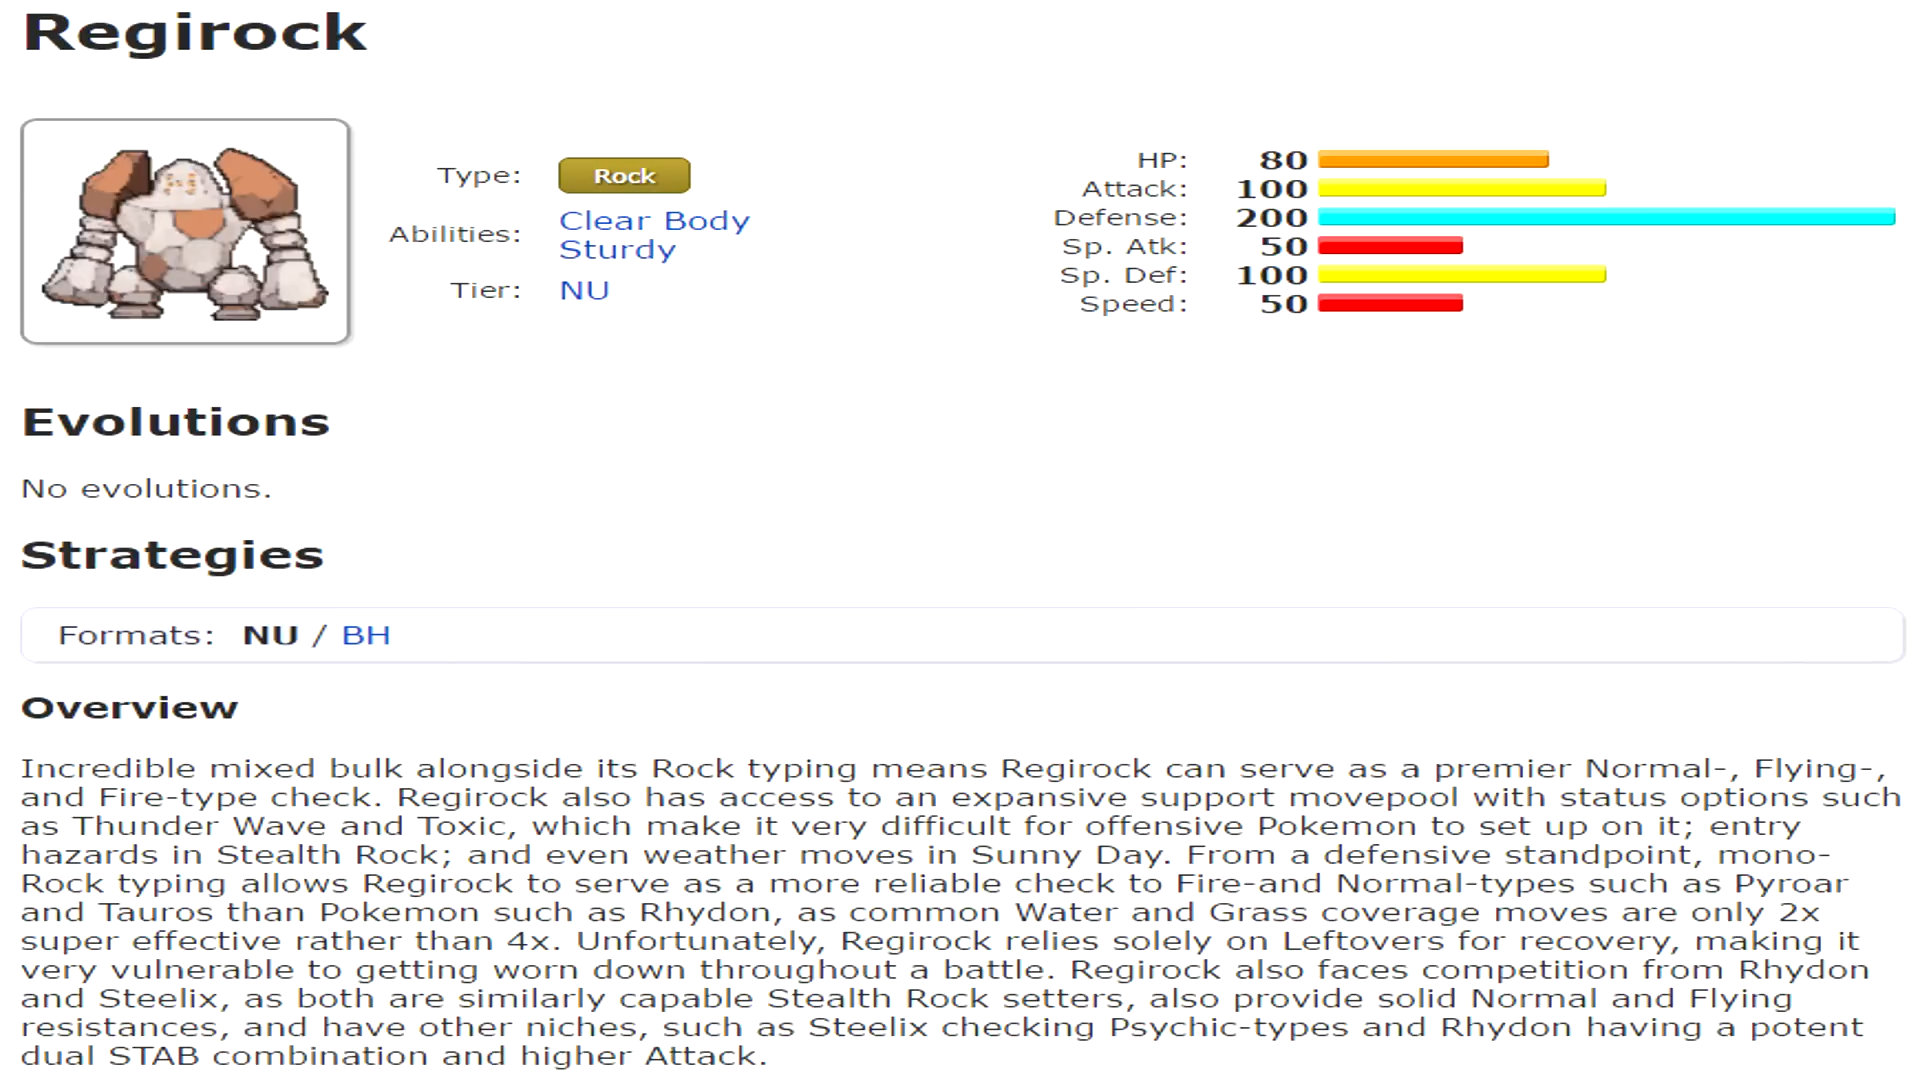 Regirock
Type: Rock
Abilities: Clear Body
Sturdy
Tier: NU
HP: 80
Attack: 100
Defense: 200
Sp. Atk: 50
Sp. Def: 100
Speed: 50
Evolutions
No evolutions.
Strategies
Formats: NU / BH
Overview
Incredible mixed bulk alongside its Rock typing means Regirock can serve as a premier Normal-, Flying-,
and Fire-type check. Regirock also has access to an expansive support movepool with status options such
as Thunder Wave and Toxic, which make it very difficult for offensive Pokemon to set up on it; entry
hazards in Stealth Rock; and even weather moves in Sunny Day. From a defensive standpoint, mono-
Rock typing allows Regirock to serve as a more reliable check to Fire-and Normal-types such as Pyroar
and Tauros than Pokemon such as Rhydon, as common Water and Grass coverage moves are only 2x
super effective rather than 4x. Unfortunately, Regirock relies solely on Leftovers for recovery, making it
very vulnerable to getting worn down throughout a battle. Regirock also faces competition from Rhydon
and Steelix, as both are similarly capable Stealth Rock setters, also provide solid Normal and Flying
resistances, and have other niches, such as Steelix checking Psychic-types and Rhydon having a potent
dual STAB combination and higher Attack.